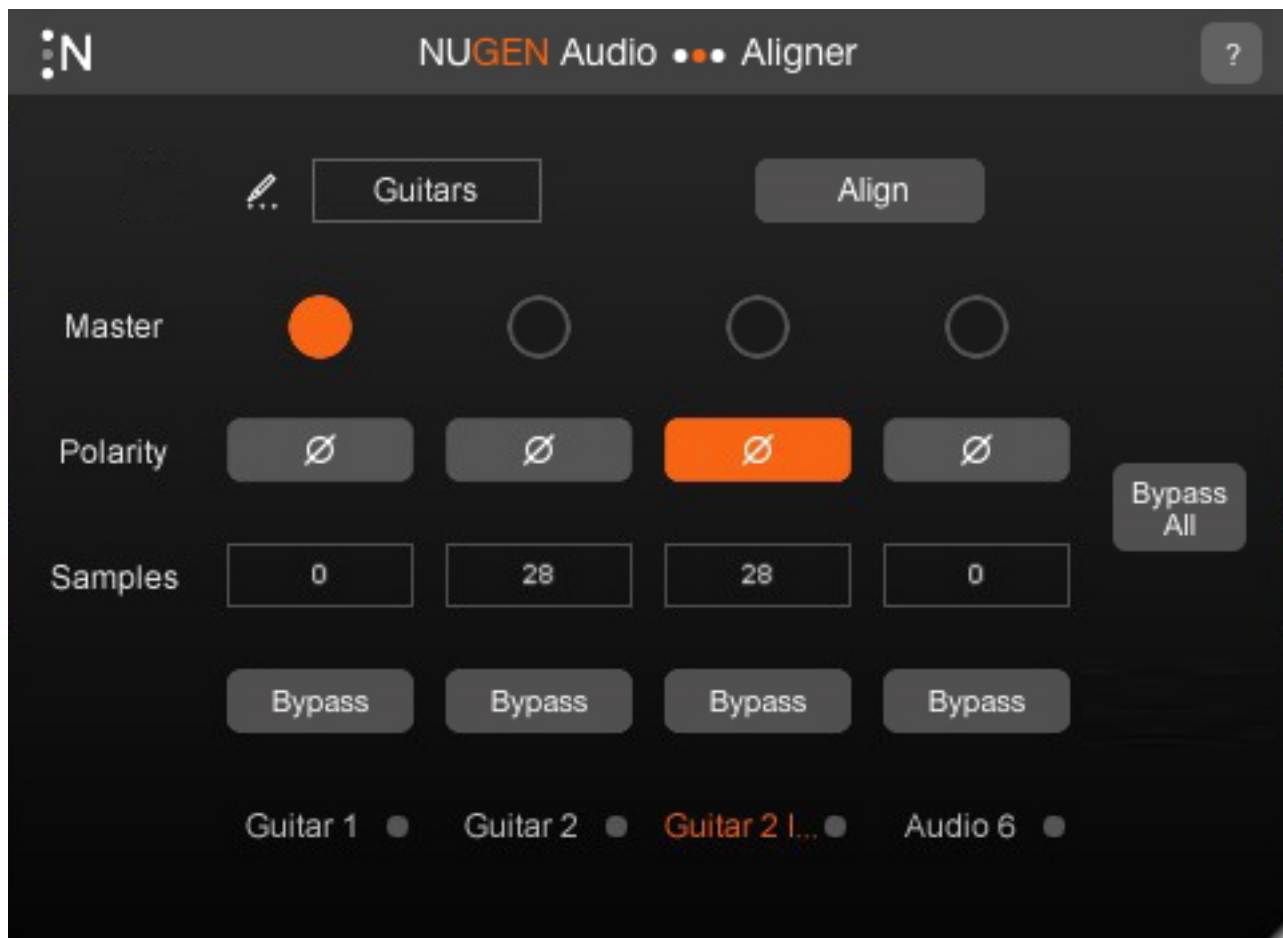 N
NUGEN Audio ●●● Aligner
?
Guitars
Align
Master
Polarity
Ø
Ø
Ø
Ø
Bypass
All
Samples
0
28
28
0
Bypass
Bypass
Bypass
Bypass
Guitar 1
Guitar 2
Guitar 2 I...
Audio 6